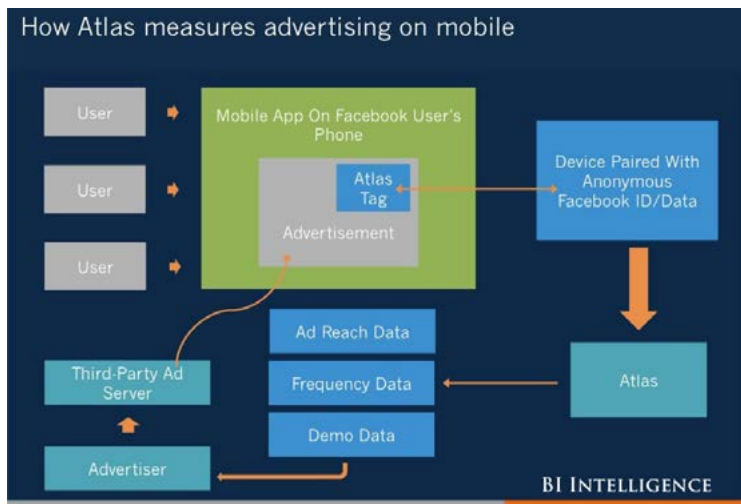 How Atlas measures advertising on mobile
User
User
User
Mobile App On Facebook User's
Phone
Atlas
Tag
Advertisement
Device Paired With
Anonymous
Facebook ID/Data
Ad Reach Data
Frequency Data
Demo Data
Atlas
Third-Party Ad
Server
Advertiser
BI INTELLIGENCE